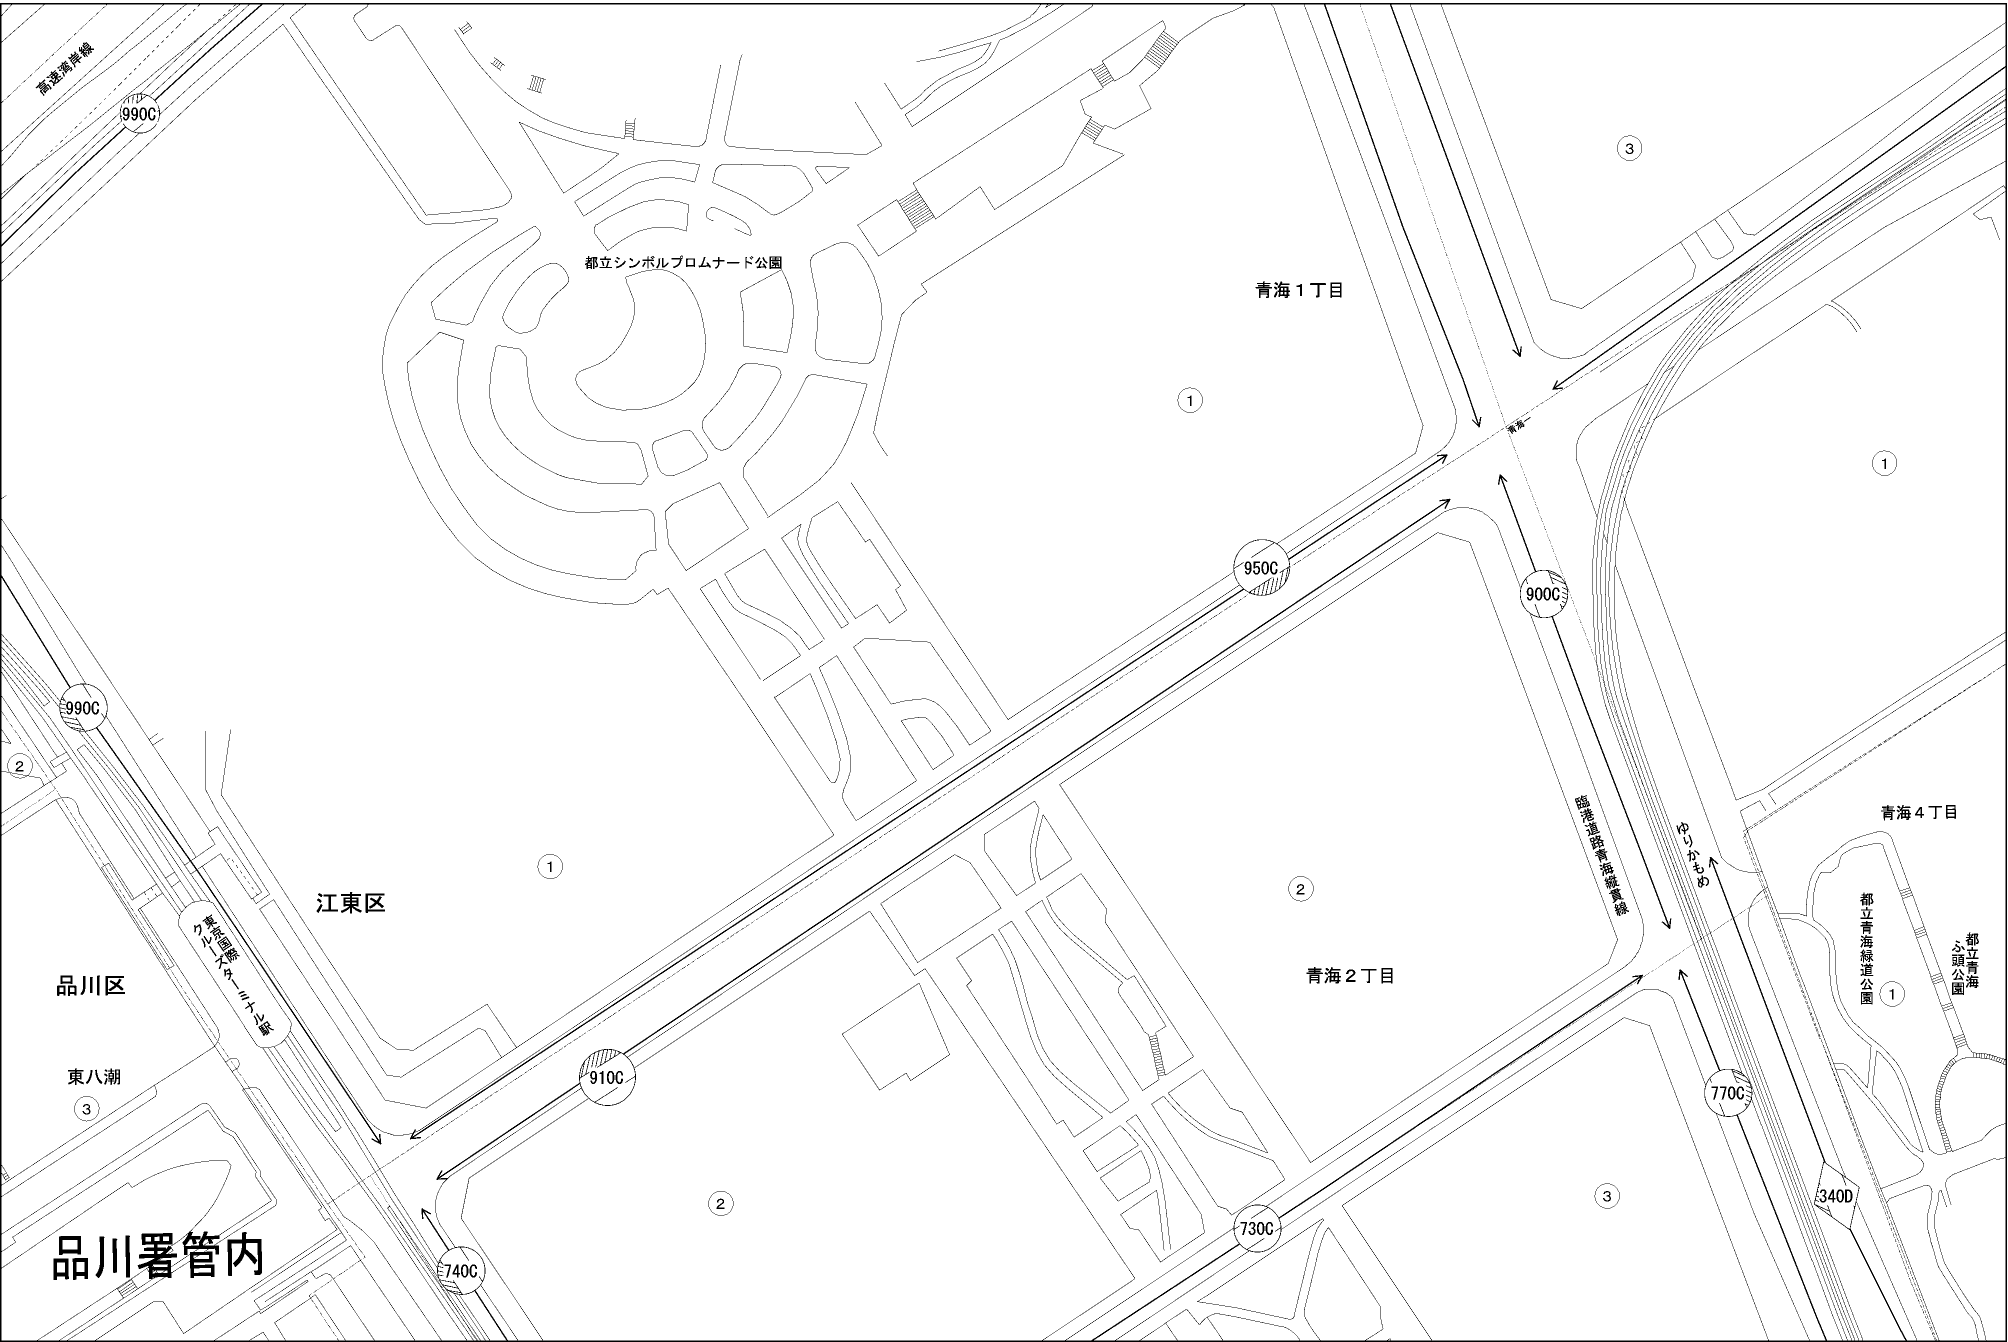 高速湾岸線
990C
3
都立シンボルプロムナード公園
青海１丁目
1
青海一
1
950C
900C
990C
2
青海４丁目
臨港道路青海縦貫線
ゆりかもめ
1
2
江東区
都立青海緑道公園
都立青海
ふ頭公園
1
東京国際
クルーズターミナル駅
品川区
青海２丁目
東八潮
3
910C
770C
2
3
340D
730C
品川署管内
740C